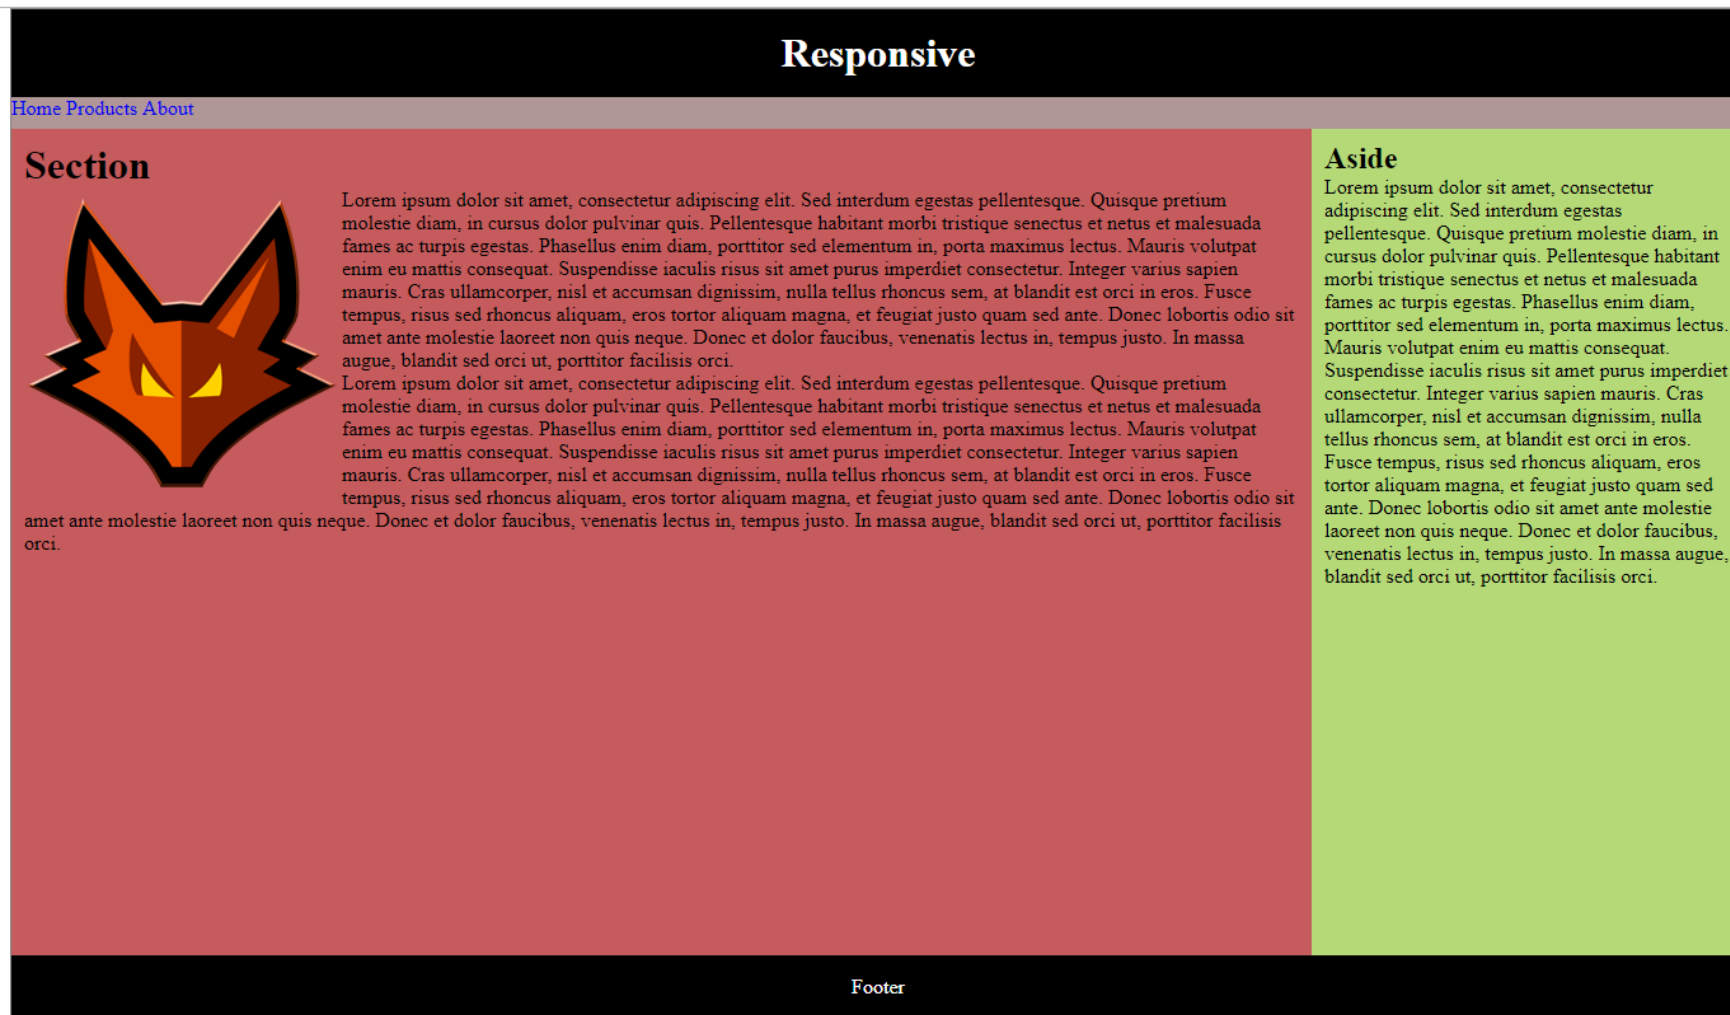 Responsive
Home Products About
Section
Lorem ipsum dolor sit amet, consectetur adipiscing elit. Sed interdum egestas pellentesque. Quisque pretium
molestie diam, in cursus dolor pulvinar quis. Pellentesque habitant morbi tristique senectus et netus et malesuada
fames ac turpis egestas. Phasellus enim diam, porttitor sed elementum in, porta maximus lectus. Mauris volutpat
enim eu mattis consequat. Suspendisse iaculis risus sit amet purus imperdiet consectetur. Integer varius sapien
mauris. Cras ullamcorper, nisl et accumsan dignissim, nulla tellus rhoncus sem, at blandit est orci in eros. Fusce
tempus, risus sed rhoncus aliquam, eros tortor aliquam magna, et feugiat justo quam sed ante. Donec lobortis odio sit
amet ante molestie laoreet non quis neque. Donec et dolor faucibus, venenatis lectus in, tempus justo. In massa
augue, blandit sed orci ut, porttitor facilisis orci.
Lorem ipsum dolor sit amet, consectetur adipiscing elit. Sed interdum egestas pellentesque. Quisque pretium
molestie diam, in cursus dolor pulvinar quis. Pellentesque habitant morbi tristique senectus et netus et malesuada
fames ac turpis egestas. Phasellus enim diam, porttitor sed elementum in, porta maximus lectus. Mauris volutpat
enim eu mattis consequat. Suspendisse iaculis risus sit amet purus imperdiet consectetur. Integer varius sapien
mauris. Cras ullamcorper, nisl et accumsan dignissim, nulla tellus rhoncus sem, at blandit est orci in eros. Fusce
tempus, risus sed rhoncus aliquam, eros tortor aliquam magna, et feugiat justo quam sed ante. Donec lobortis odio sit
amet ante molestie laoreet non quis neque. Donec et dolor faucibus, venenatis lectus in, tempus justo. In massa augue, blandit sed orci ut, porttitor facilisis
orci.
Aside
Lorem ipsum dolor sit amet, consectetur
adipiscing elit. Sed interdum egestas
pellentesque. Quisque pretium molestie diam, in
cursus dolor pulvinar quis. Pellentesque habitant
morbi tristique senectus et netus et malesuada
fames ac turpis egestas. Phasellus enim diam,
porttitor sed elementum in, porta maximus lectus.
Mauris volutpat enim eu mattis consequat.
Suspendisse iaculis risus sit amet purus imperdiet
consectetur. Integer varius sapien mauris. Cras
ullamcorper, nisl et accumsan dignissim, nulla
tellus rhoncus sem, at blandit est orci in eros.
Fusce tempus, risus sed rhoncus aliquam, eros
tortor aliquam magna, et feugiat justo quam sed
ante. Donec lobortis odio sit amet ante molestie
laoreet non quis neque. Donec et dolor faucibus,
venenatis lectus in, tempus justo. In massa augue,
blandit sed orci ut, porttitor facilisis orci.
Footer